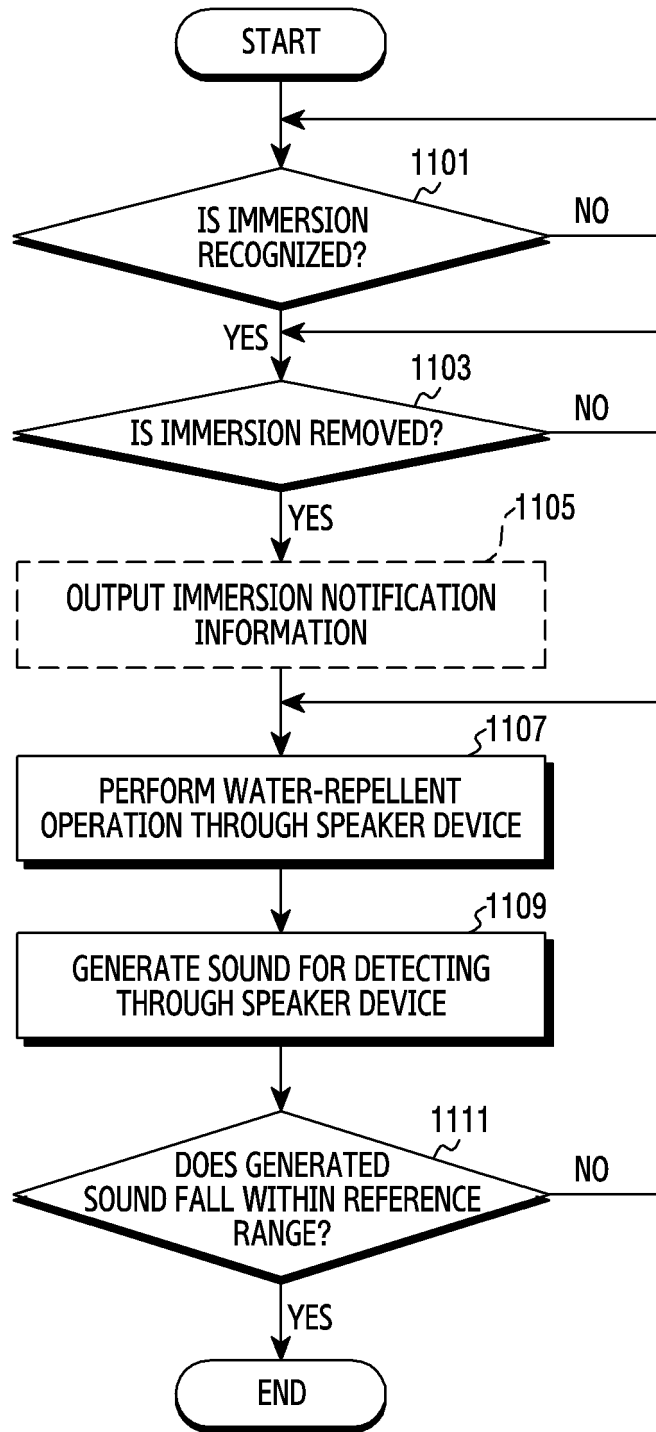 START
1101
IS IMMERSION
RECOGNIZED?
NO
YES
1103
IS IMMERSION REMOVED?
NO
YES
1105
OUTPUT IMMERSION NOTIFICATION
INFORMATION
1107
PERFORM WATER-REPELLENT
OPERATION THROUGH SPEAKER DEVICE
1109
GENERATE SOUND FOR DETECTING
THROUGH SPEAKER DEVICE
1111
DOES GENERATED
SOUND FALL WITHIN REFERENCE
RANGE?
NO
YES
END